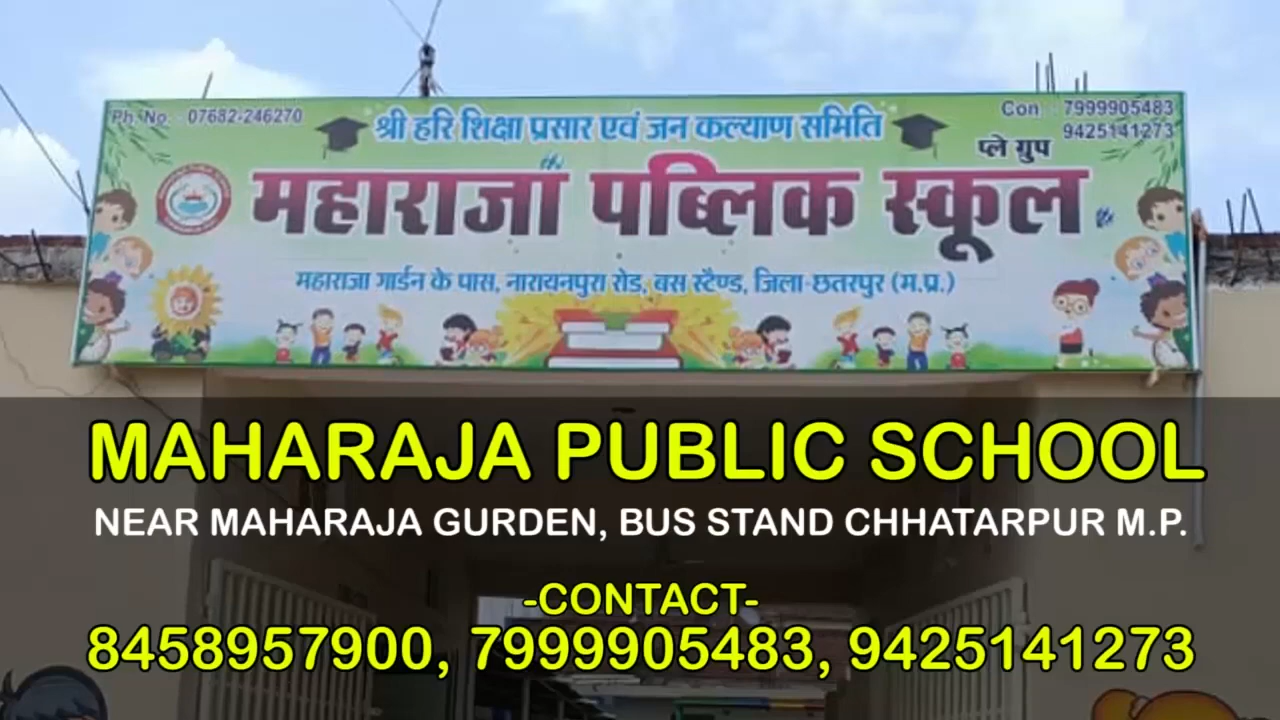 Ph. No. : 07682-246270
Con. : 7999905483
9425141273
श्री हरि शिक्षा प्रसार एवं जन कल्याण समिति
प्ले ग्रुप
महाराजा पब्लिक स्कूल
महाराजा गार्डन के पास, नारायनपुरा रोड, बस स्टैण्ड, जिला-छतरपुर (म.प्र.)
MAHARAJA PUBLIC SCHOOL
NEAR MAHARAJA GURDEN, BUS STAND CHHATARPUR M.P.
-CONTACT-
8458957900, 7999905483, 9425141273